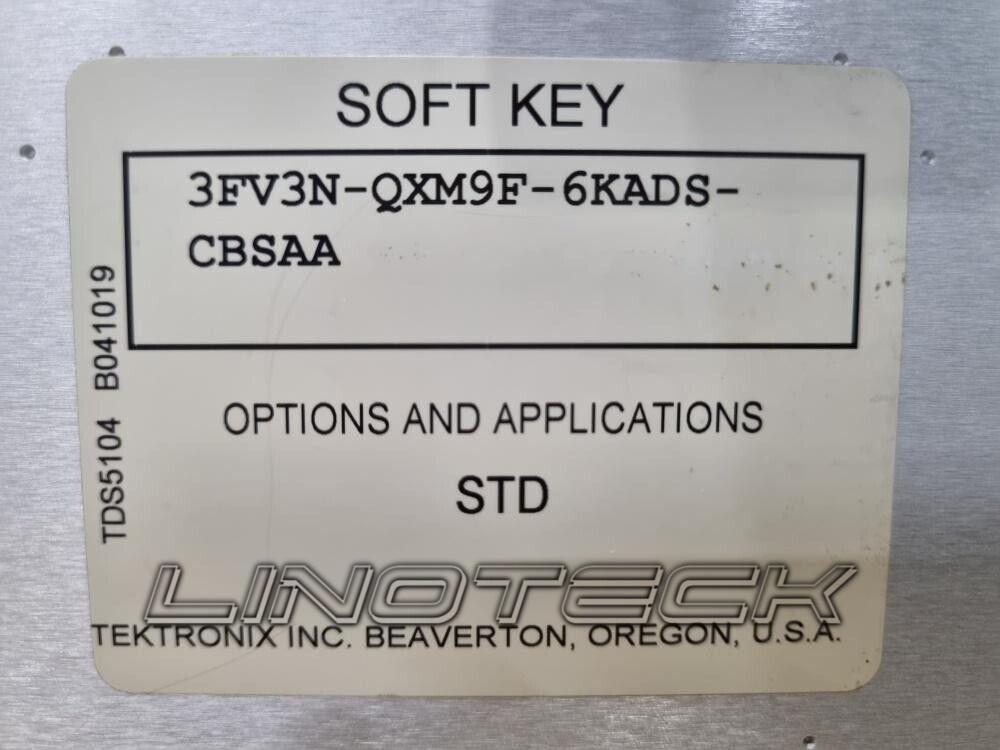 SOFT KEY
3FV3N-QXM9F-6KADS-
CBSAA
TDS5104 B041019
OPTIONS AND APPLICATIONS
STD
LINOTECK
TEKTRONIX INC. BEAVERTON, OREGON, U.S.A.